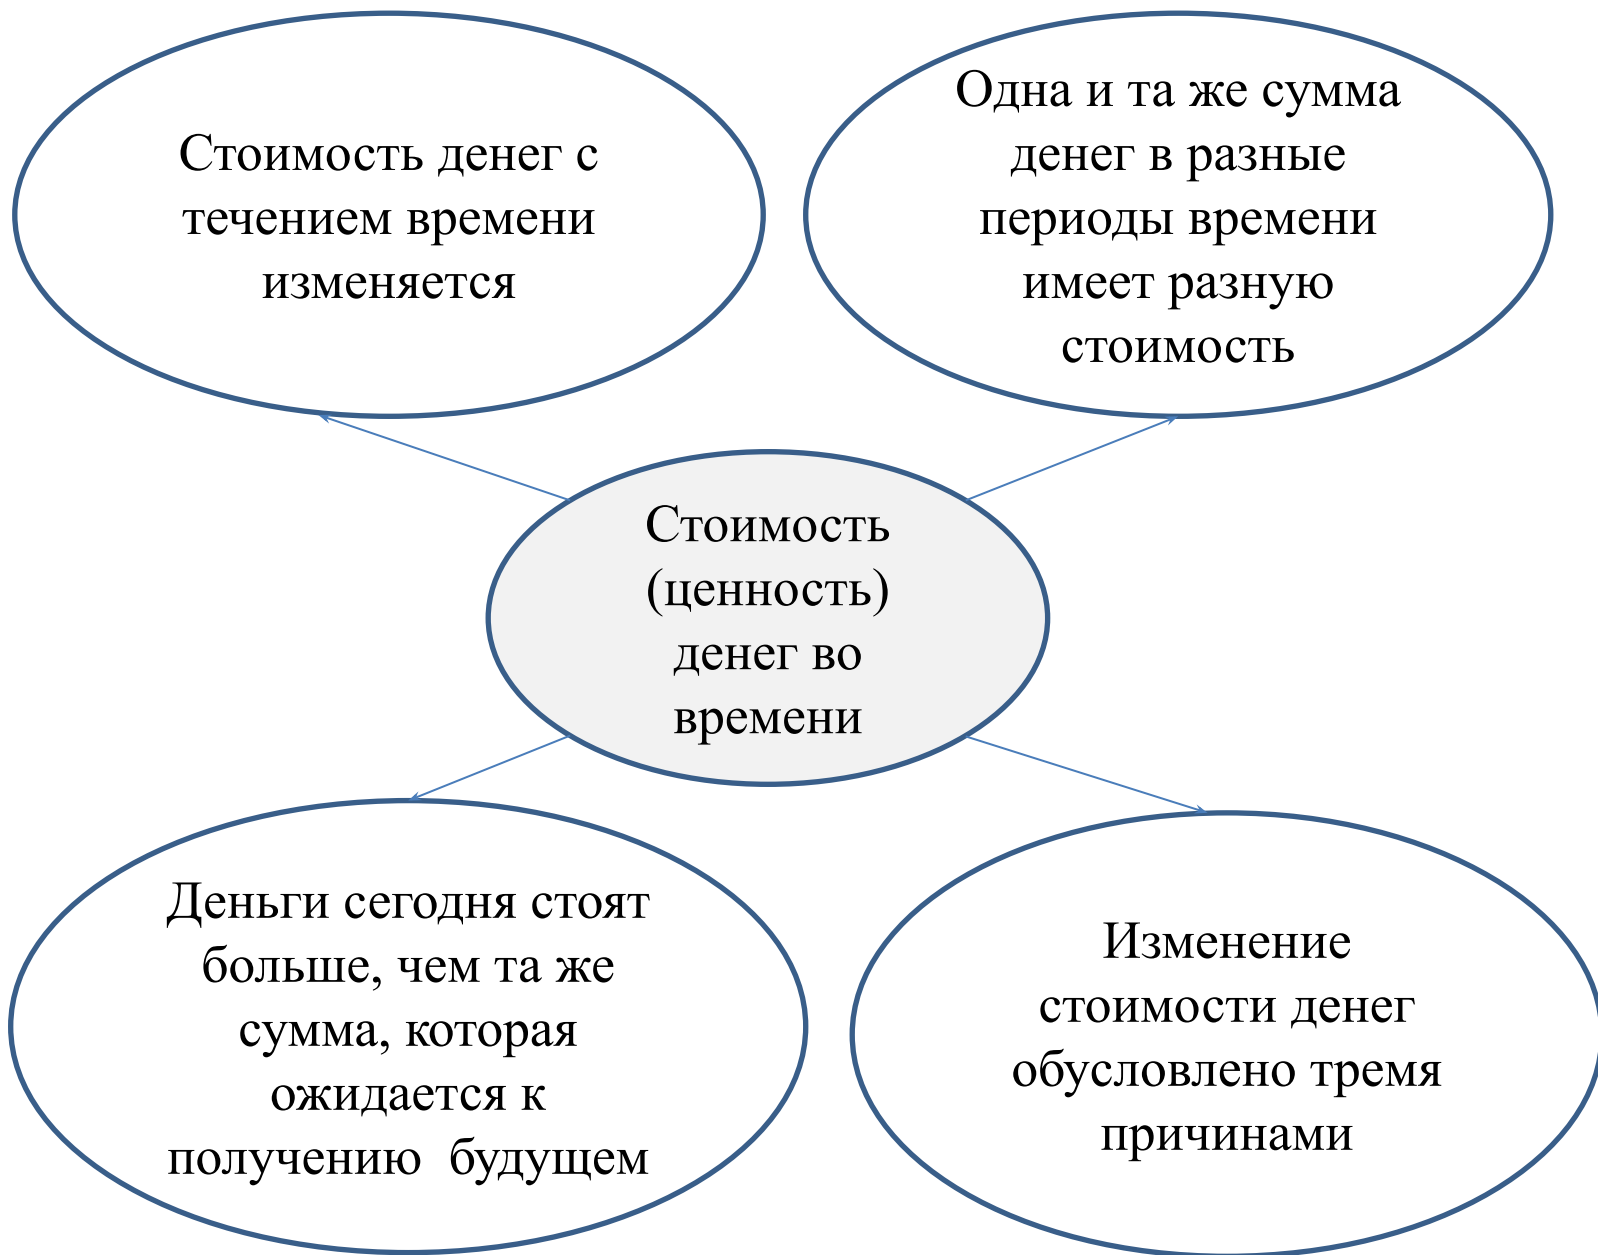 Стоимость денег с
течением времени
изменяется
Одна и та же сумма
денег в разные
периоды времени
имеет разную
стоимость
Стоимость
(ценность)
денег во
времени
Деньги сегодня стоят
больше, чем та же
сумма, которая
ожидается к
получению  будущем
Изменение
стоимости денег
обусловлено тремя
причинами